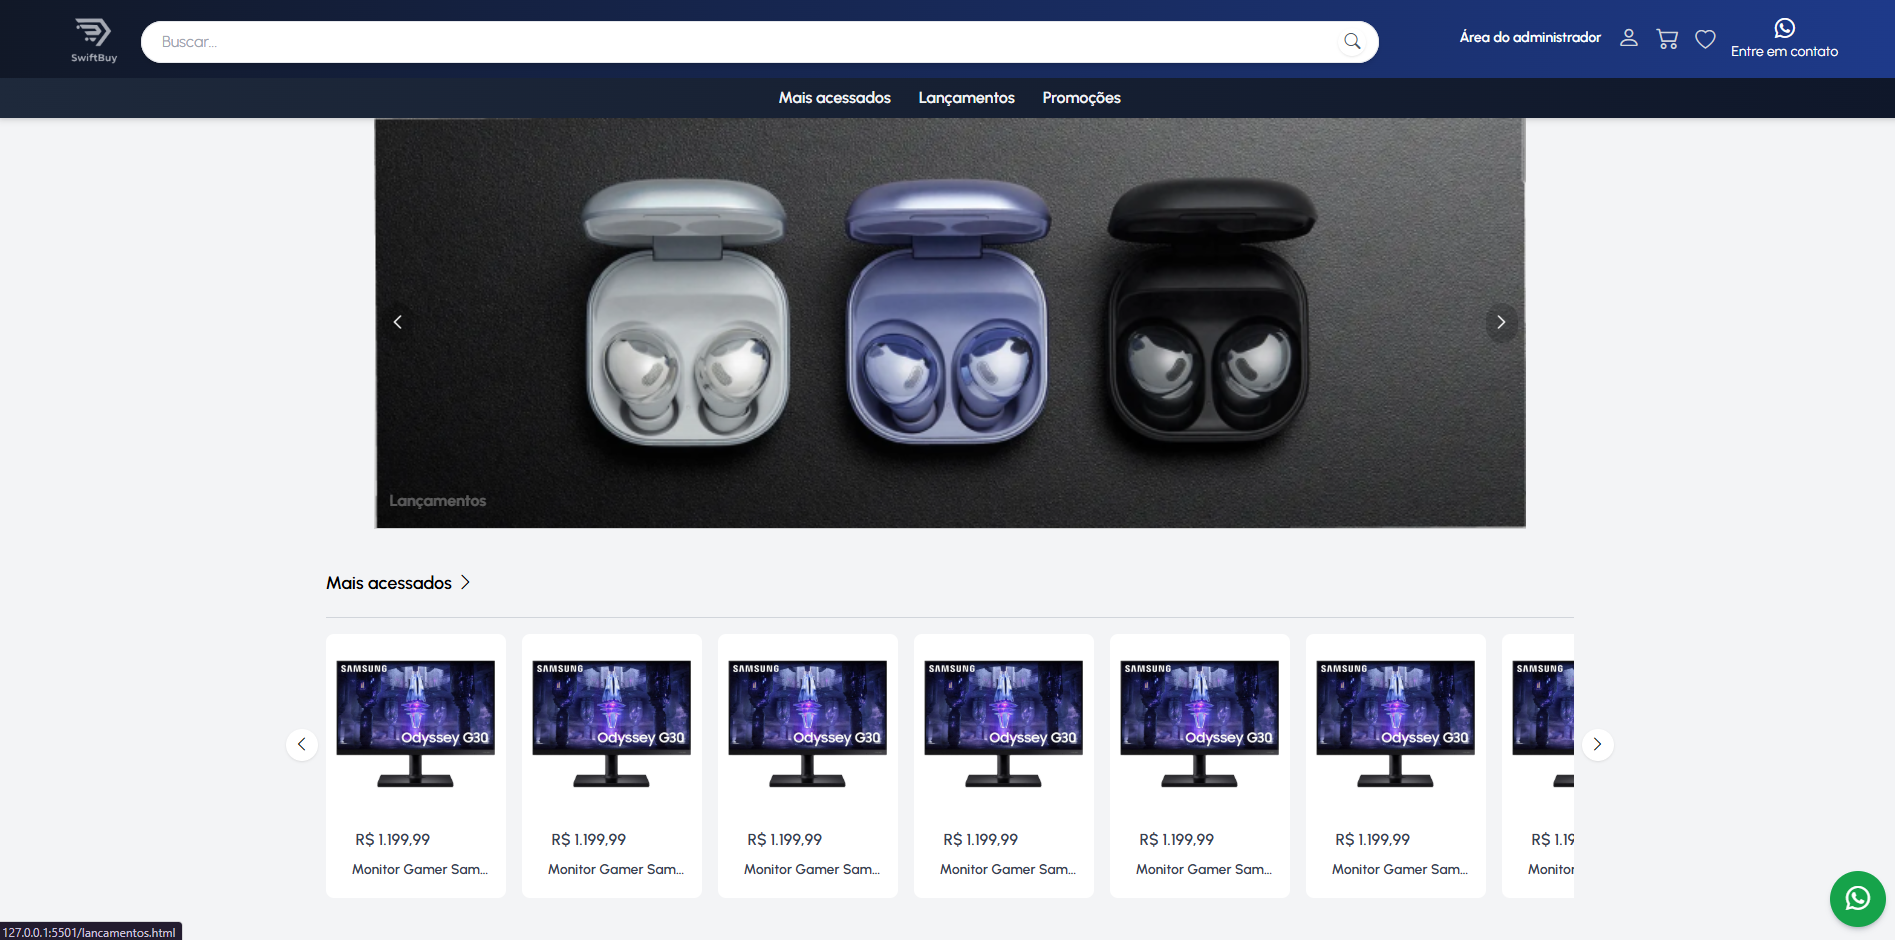 SwiftBuy
Buscar...
Área do administrador
Entre em contato
Mais acessados
Lançamentos
Promoções
Lançamentos
Mais acessados
SAMSUNG
Odyssey G30
R$ 1.199,99
Monitor Gamer Sam...
SAMSUNG
Odyssey G30
R$ 1.199,99
Monitor Gamer Sam...
SAMSUNG
Odyssey G30
R$ 1.199,99
Monitor Gamer Sam...
SAMSUNG
Odyssey G30
R$ 1.199,99
Monitor Gamer Sam...
SAMSUNG
Odyssey G30
R$ 1.199,99
Monitor Gamer Sam...
SAMSUNG
Odyssey G30
R$ 1.199,99
Monitor Gamer Sam...
SAMSUNG
R$ 1.19
Monitor
127.0.0.1:5501/lancamentos.html